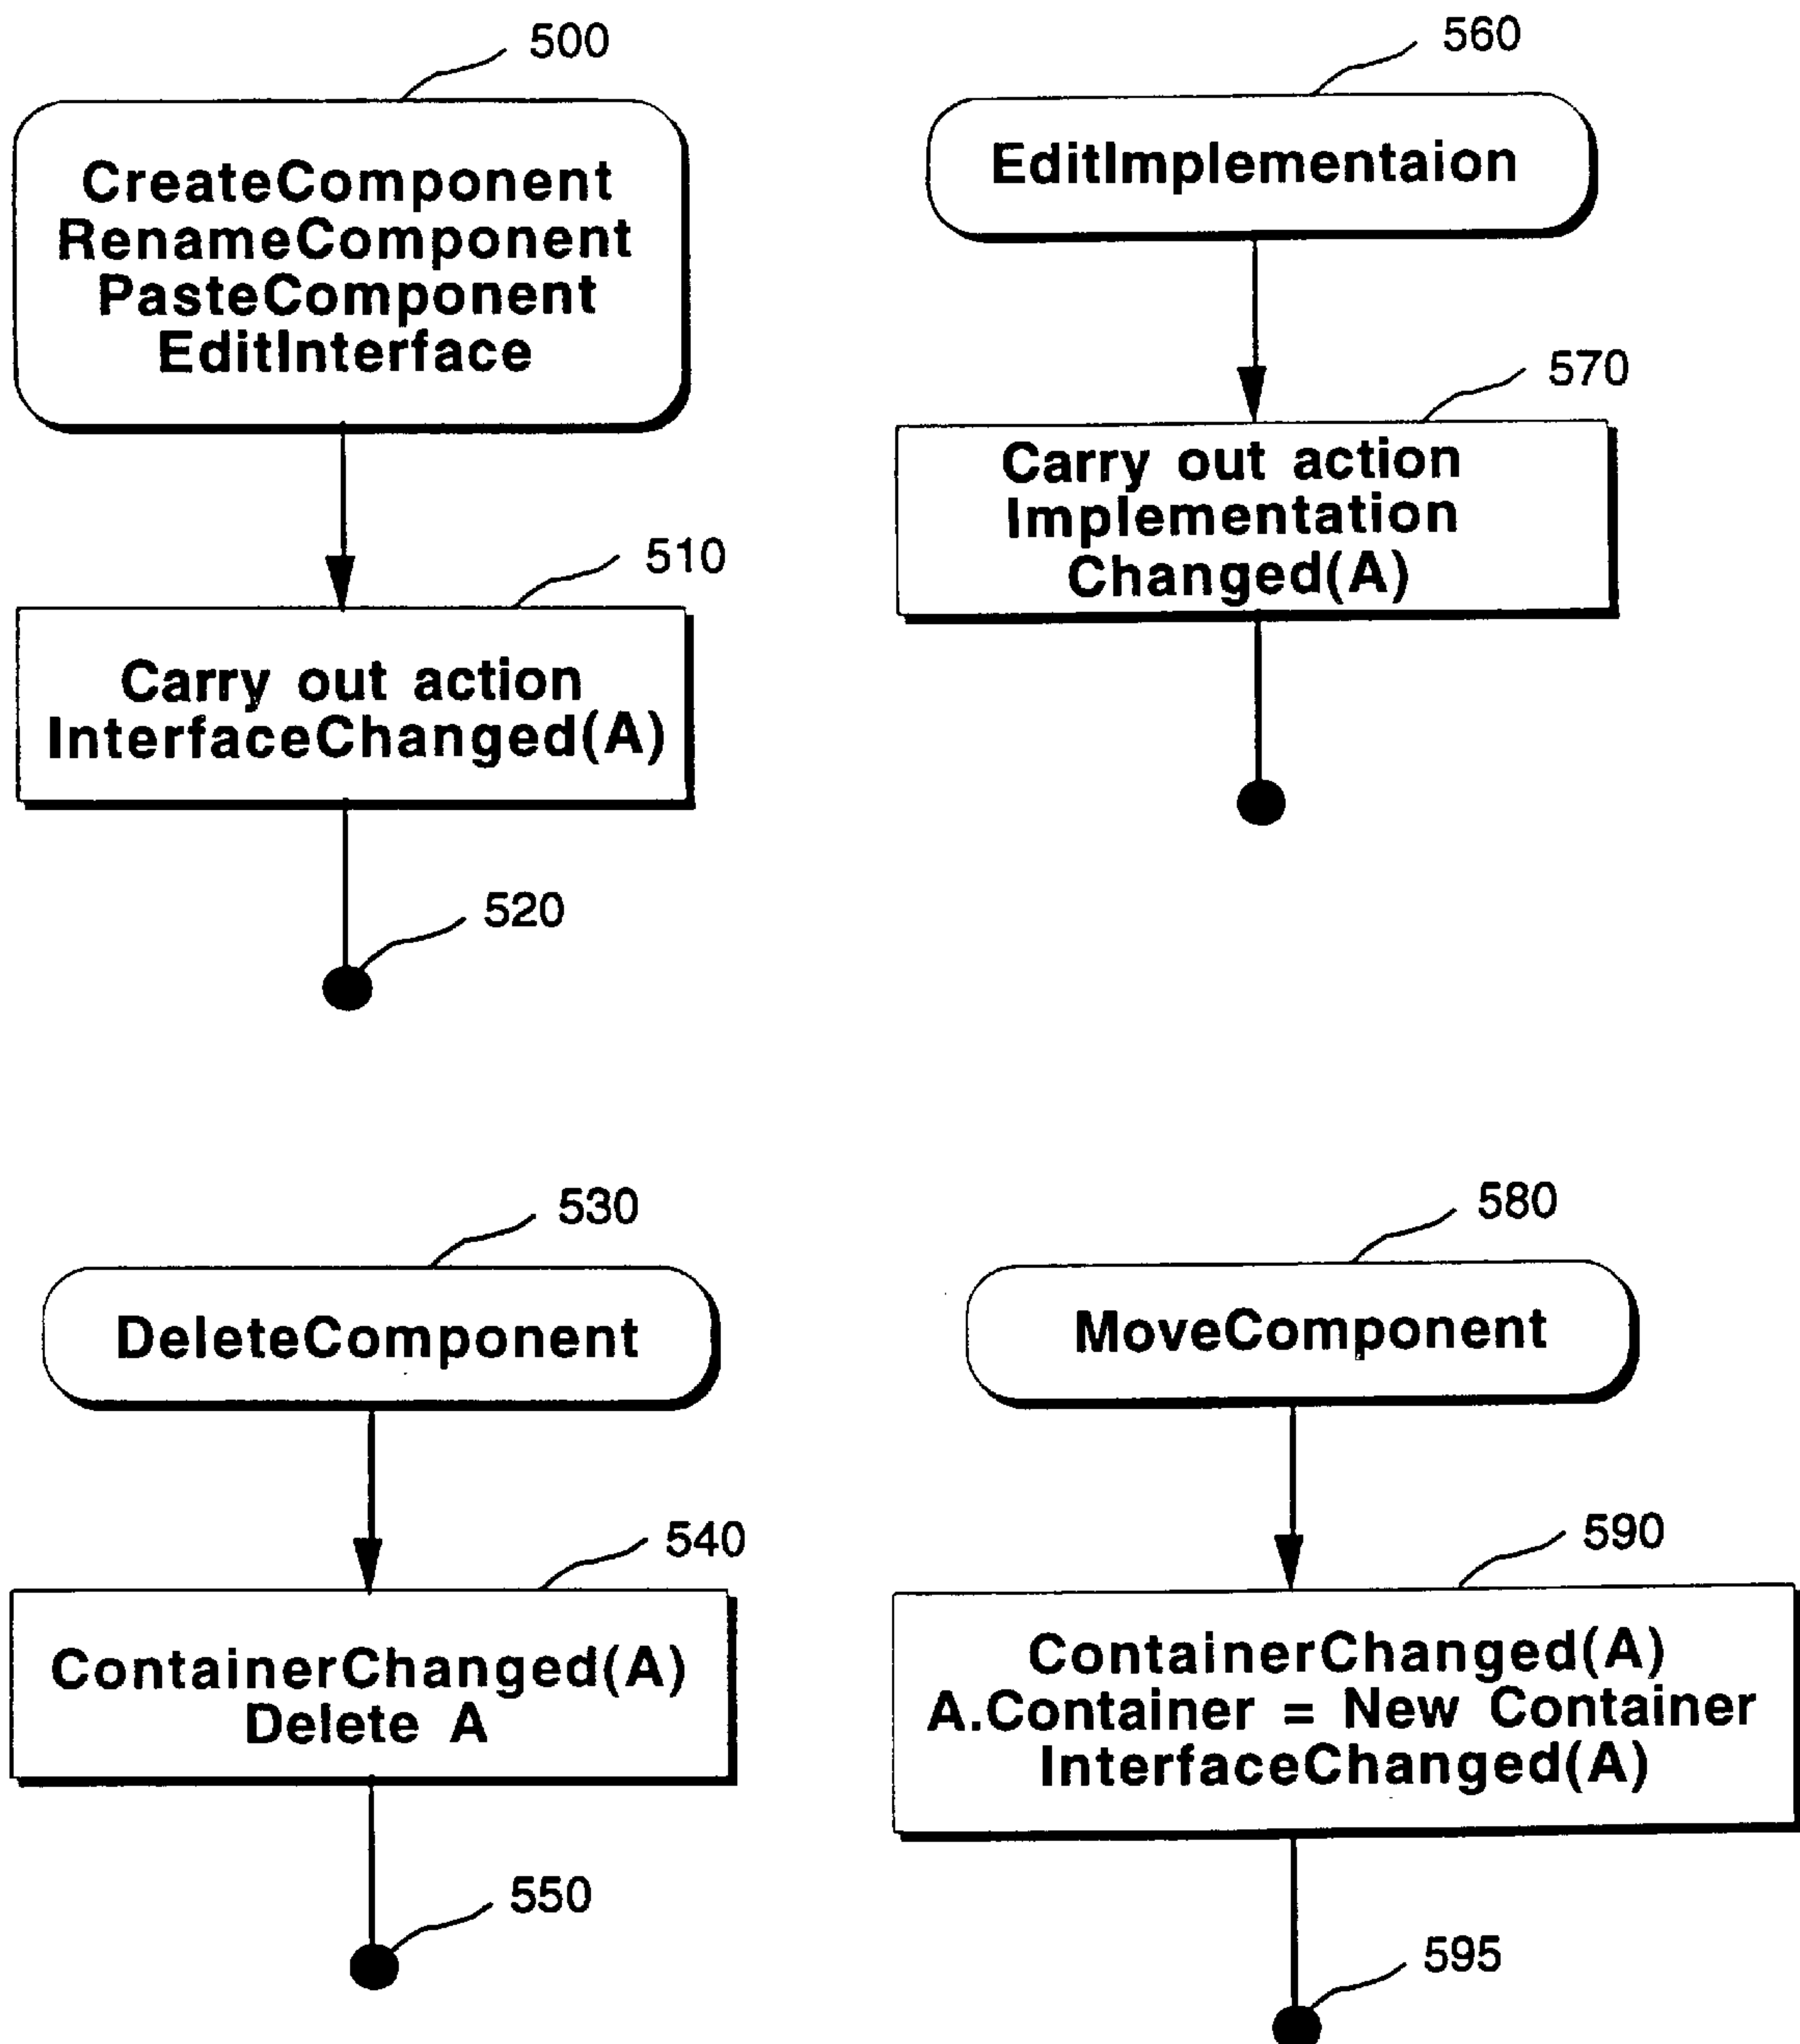 500
CreateComponent
RenameComponent
PasteComponent
EditInterface
510
Carry out action
InterfaceChanged(A)
520
560
EditImplementaion
570
Carry out action
Implementation
Changed(A)
530
DeleteComponent
540
ContainerChanged(A)
Delete A
550
580
MoveComponent
590
ContainerChanged(A)
A.Container = New Container
InterfaceChanged(A)
595